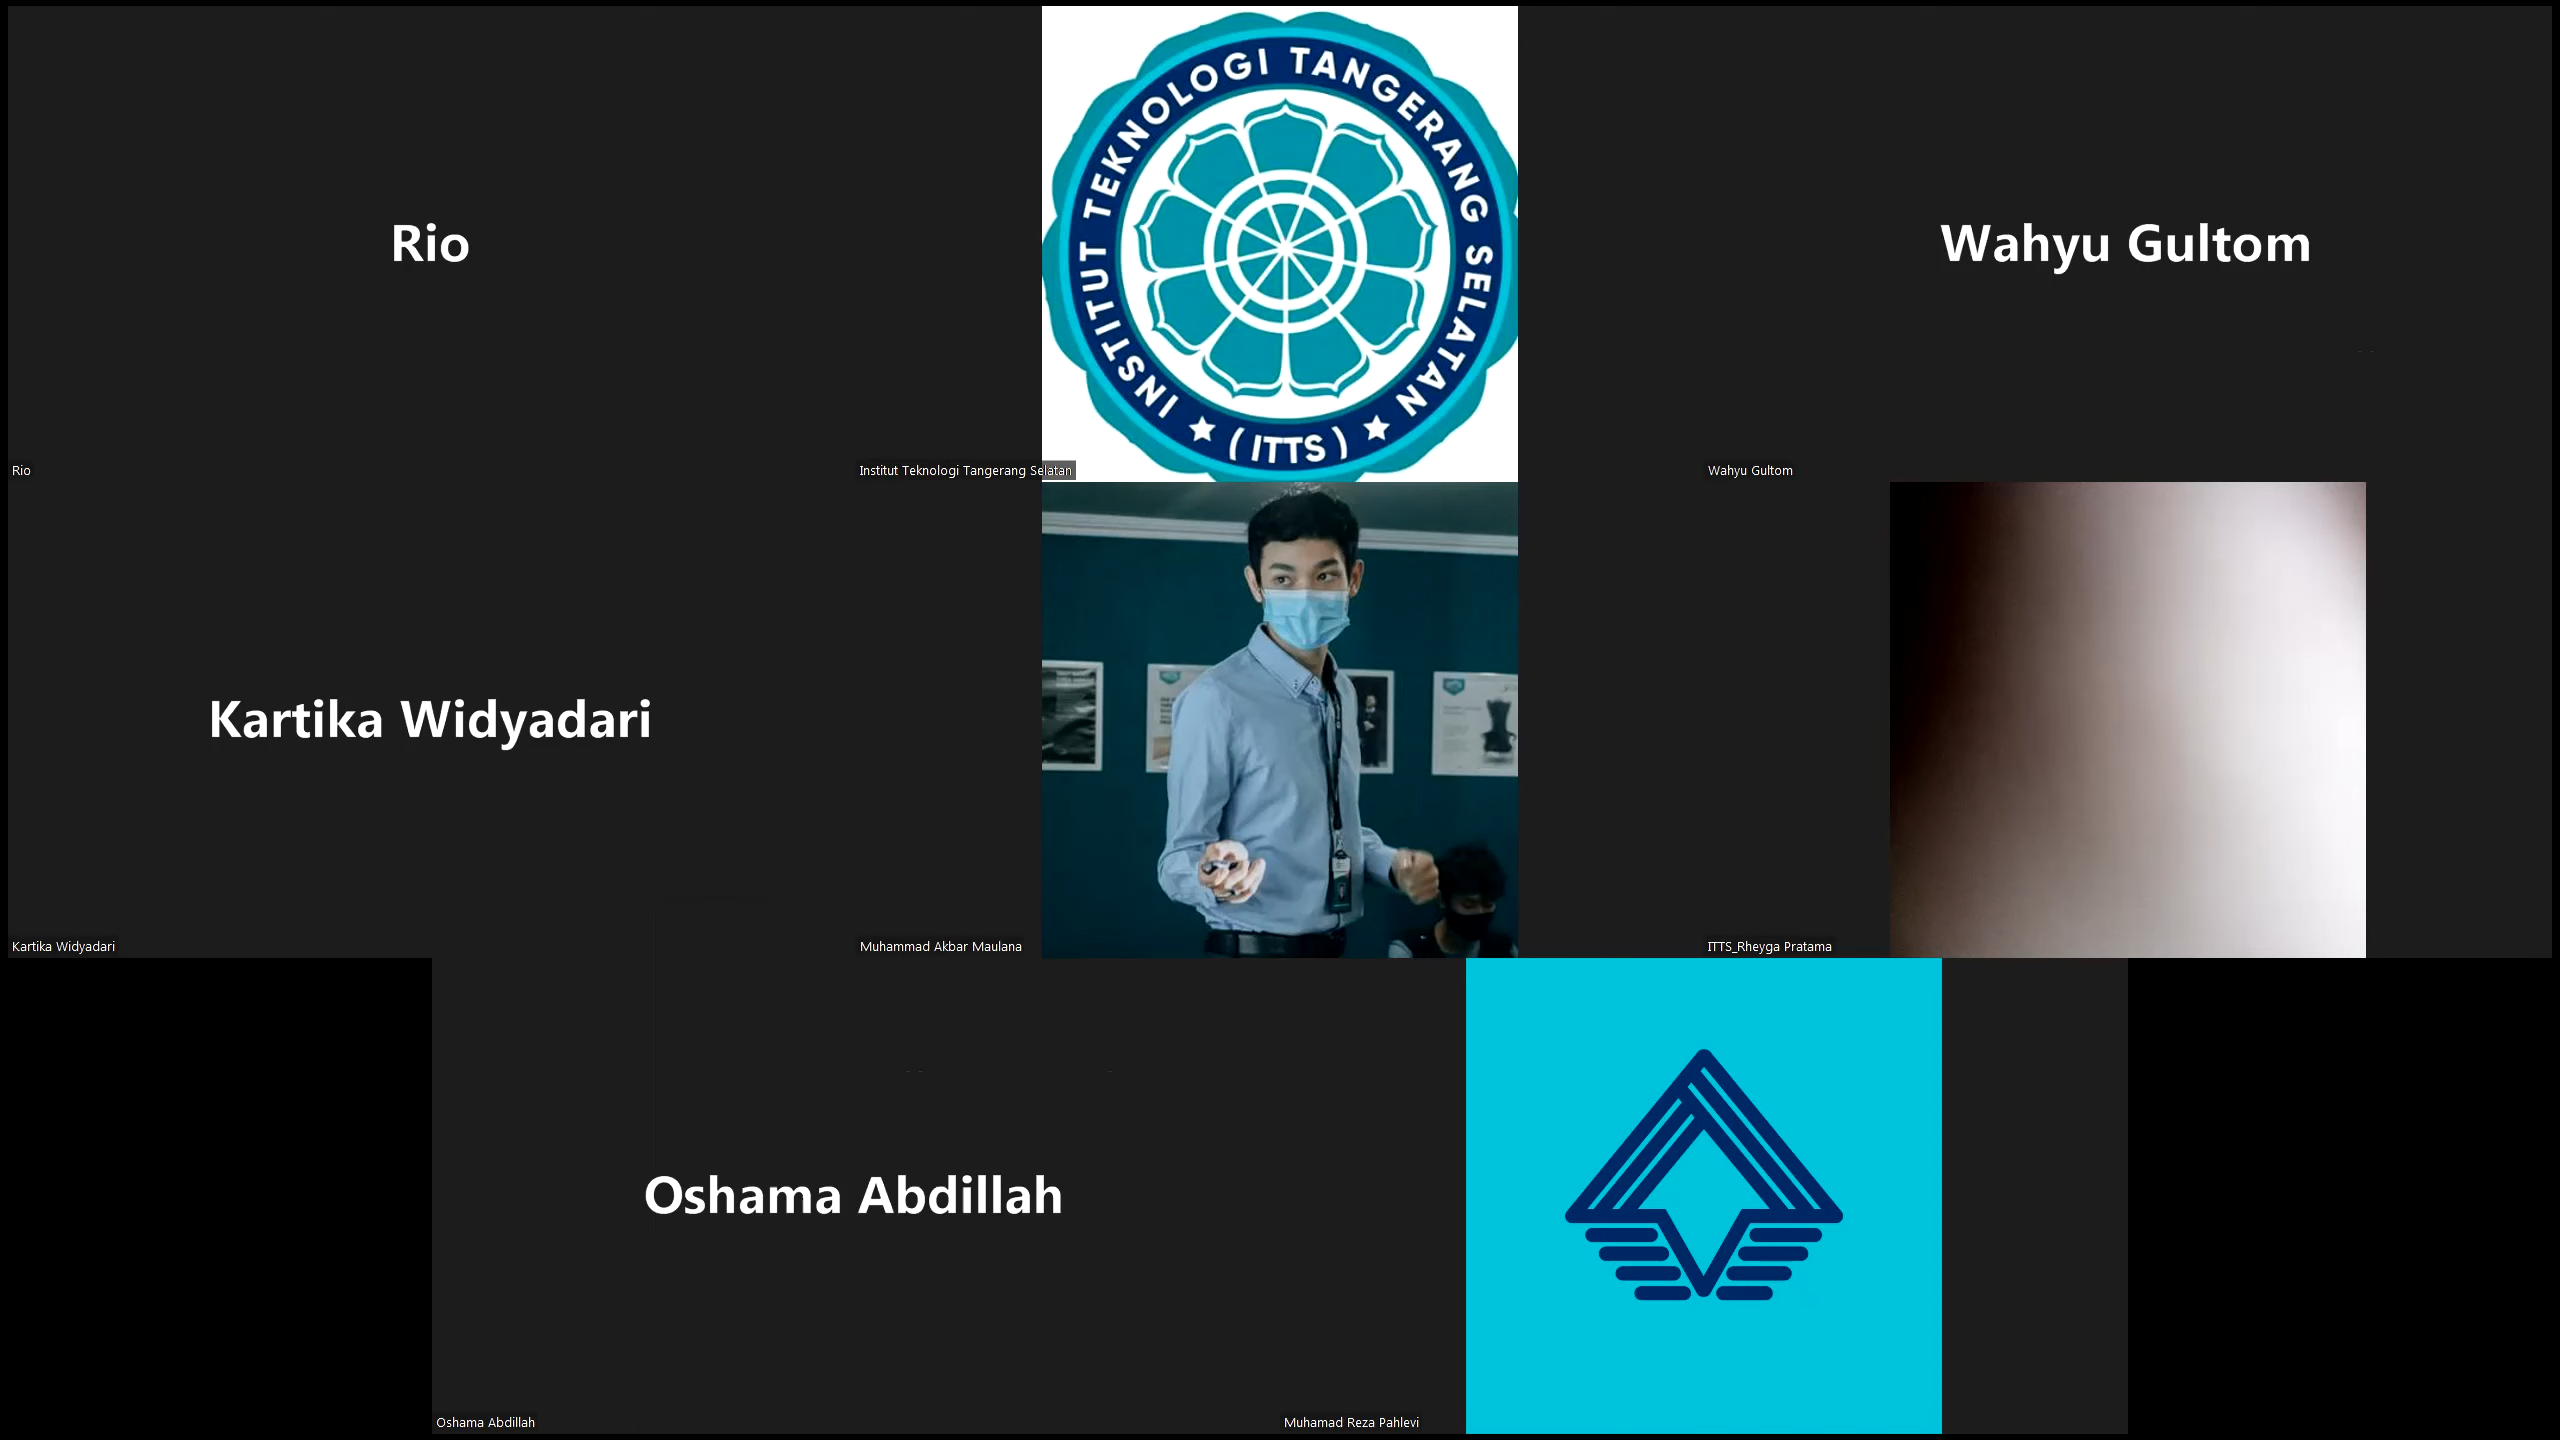 Rio
INSTITUT TEKNOLOGI TANGERANG SELATAN
( ITTS )
Wahyu Gultom
Rio
Institut Teknologi Tangerang Selatan
Wahyu Gultom
Kartika Widyadari
Kartika Widyadari
Muhammad Akbar Maulana
ITTS_Rheyga Pratama
Oshama Abdillah
Oshama Abdillah
Muhamad Reza Pahlevi